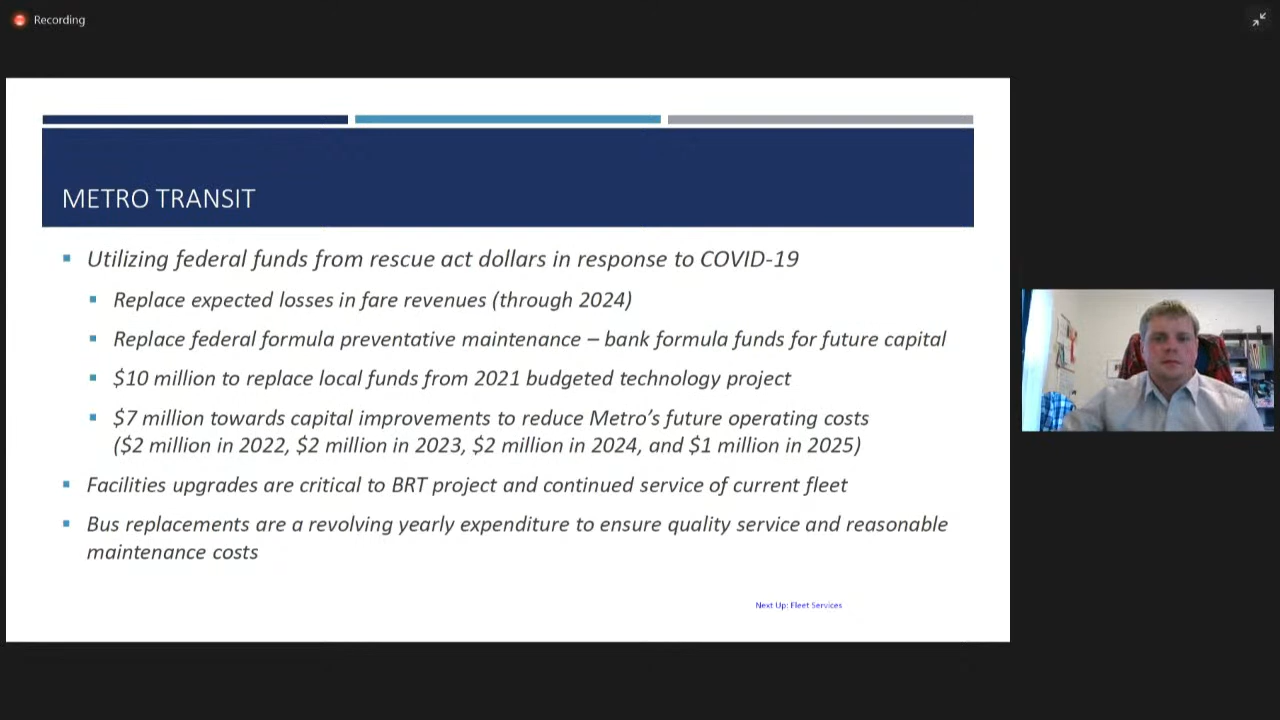 Recording
METRO TRANSIT
Utilizing federal funds from rescue act dollars in response to COVID-19
Replace expected losses in fare revenues (through 2024)
Replace federal formula preventative maintenance – bank formula funds for future capital
$10 million to replace local funds from 2021 budgeted technology project
$7 million towards capital improvements to reduce Metro's future operating costs
($2 million in 2022, $2 million in 2023, $2 million in 2024, and $1 million in 2025)
Facilities upgrades are critical to BRT project and continued service of current fleet
Bus replacements are a revolving yearly expenditure to ensure quality service and reasonable
maintenance costs
Next Up: Fleet Services